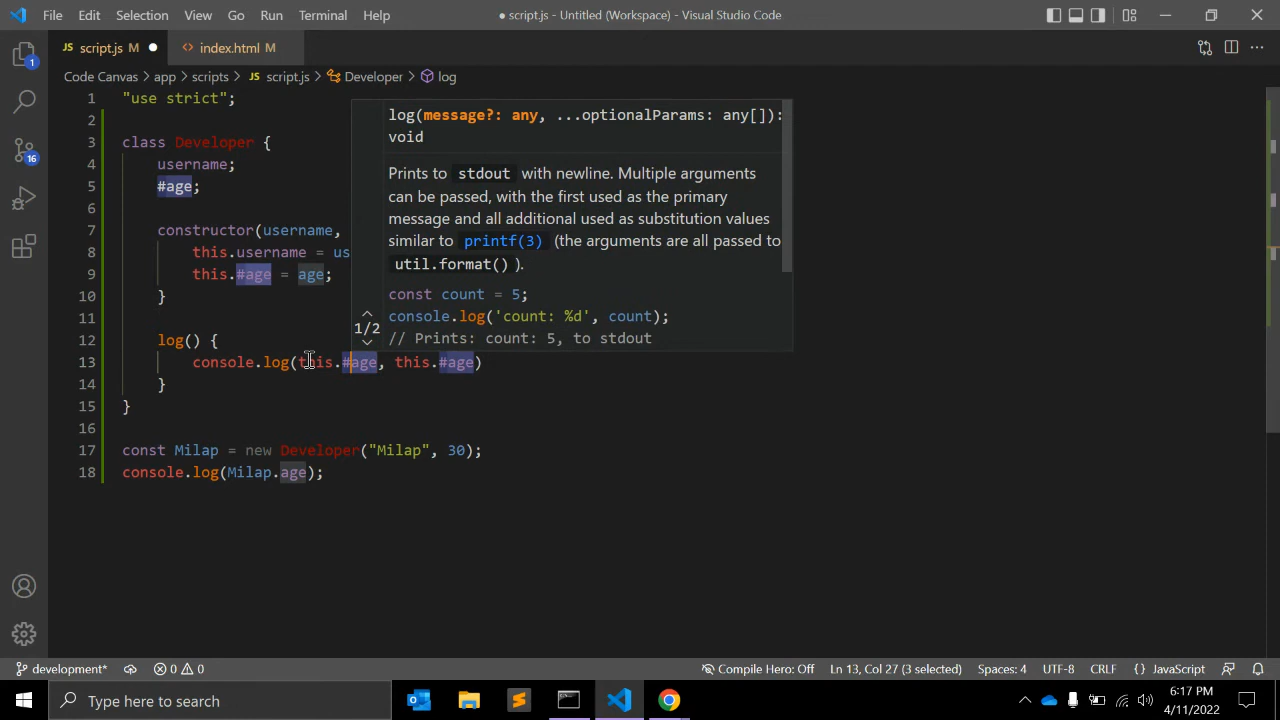 File Edit Selection View Go Run Terminal Help ● script.js - Untitled (Workspace) - Visual Studio Code
JS script.js M ● <> index.html M
Code Canvas > app > scripts > JS script.js > Developer > log
1 "use strict";
2
3 class Developer {
4 username;
5 #age;
6
7 constructor(username,
8 this.username = us
9 this.#age = age;
10 }
11
12 log() {
13 console.log(this.#age, this.#age)
14 }
15 }
16
17 const Milap = new Developer("Milap", 30);
18 console.log(Milap.age);
log(message?: any, ...optionalParams: any[]):
void
Prints to stdout with newline. Multiple arguments
can be passed, with the first used as the primary
message and all additional used as substitution values
similar to printf(3) (the arguments are all passed to
util.format() ).
const count = 5;
console.log('count: %d', count);
// Prints: count: 5, to stdout
1/2
1
16
development* 0 0 Compile Hero: Off Ln 13, Col 27 (3 selected) Spaces: 4 UTF-8 CRLF {} JavaScript
Type here to search
6:17 PM
4/11/2022